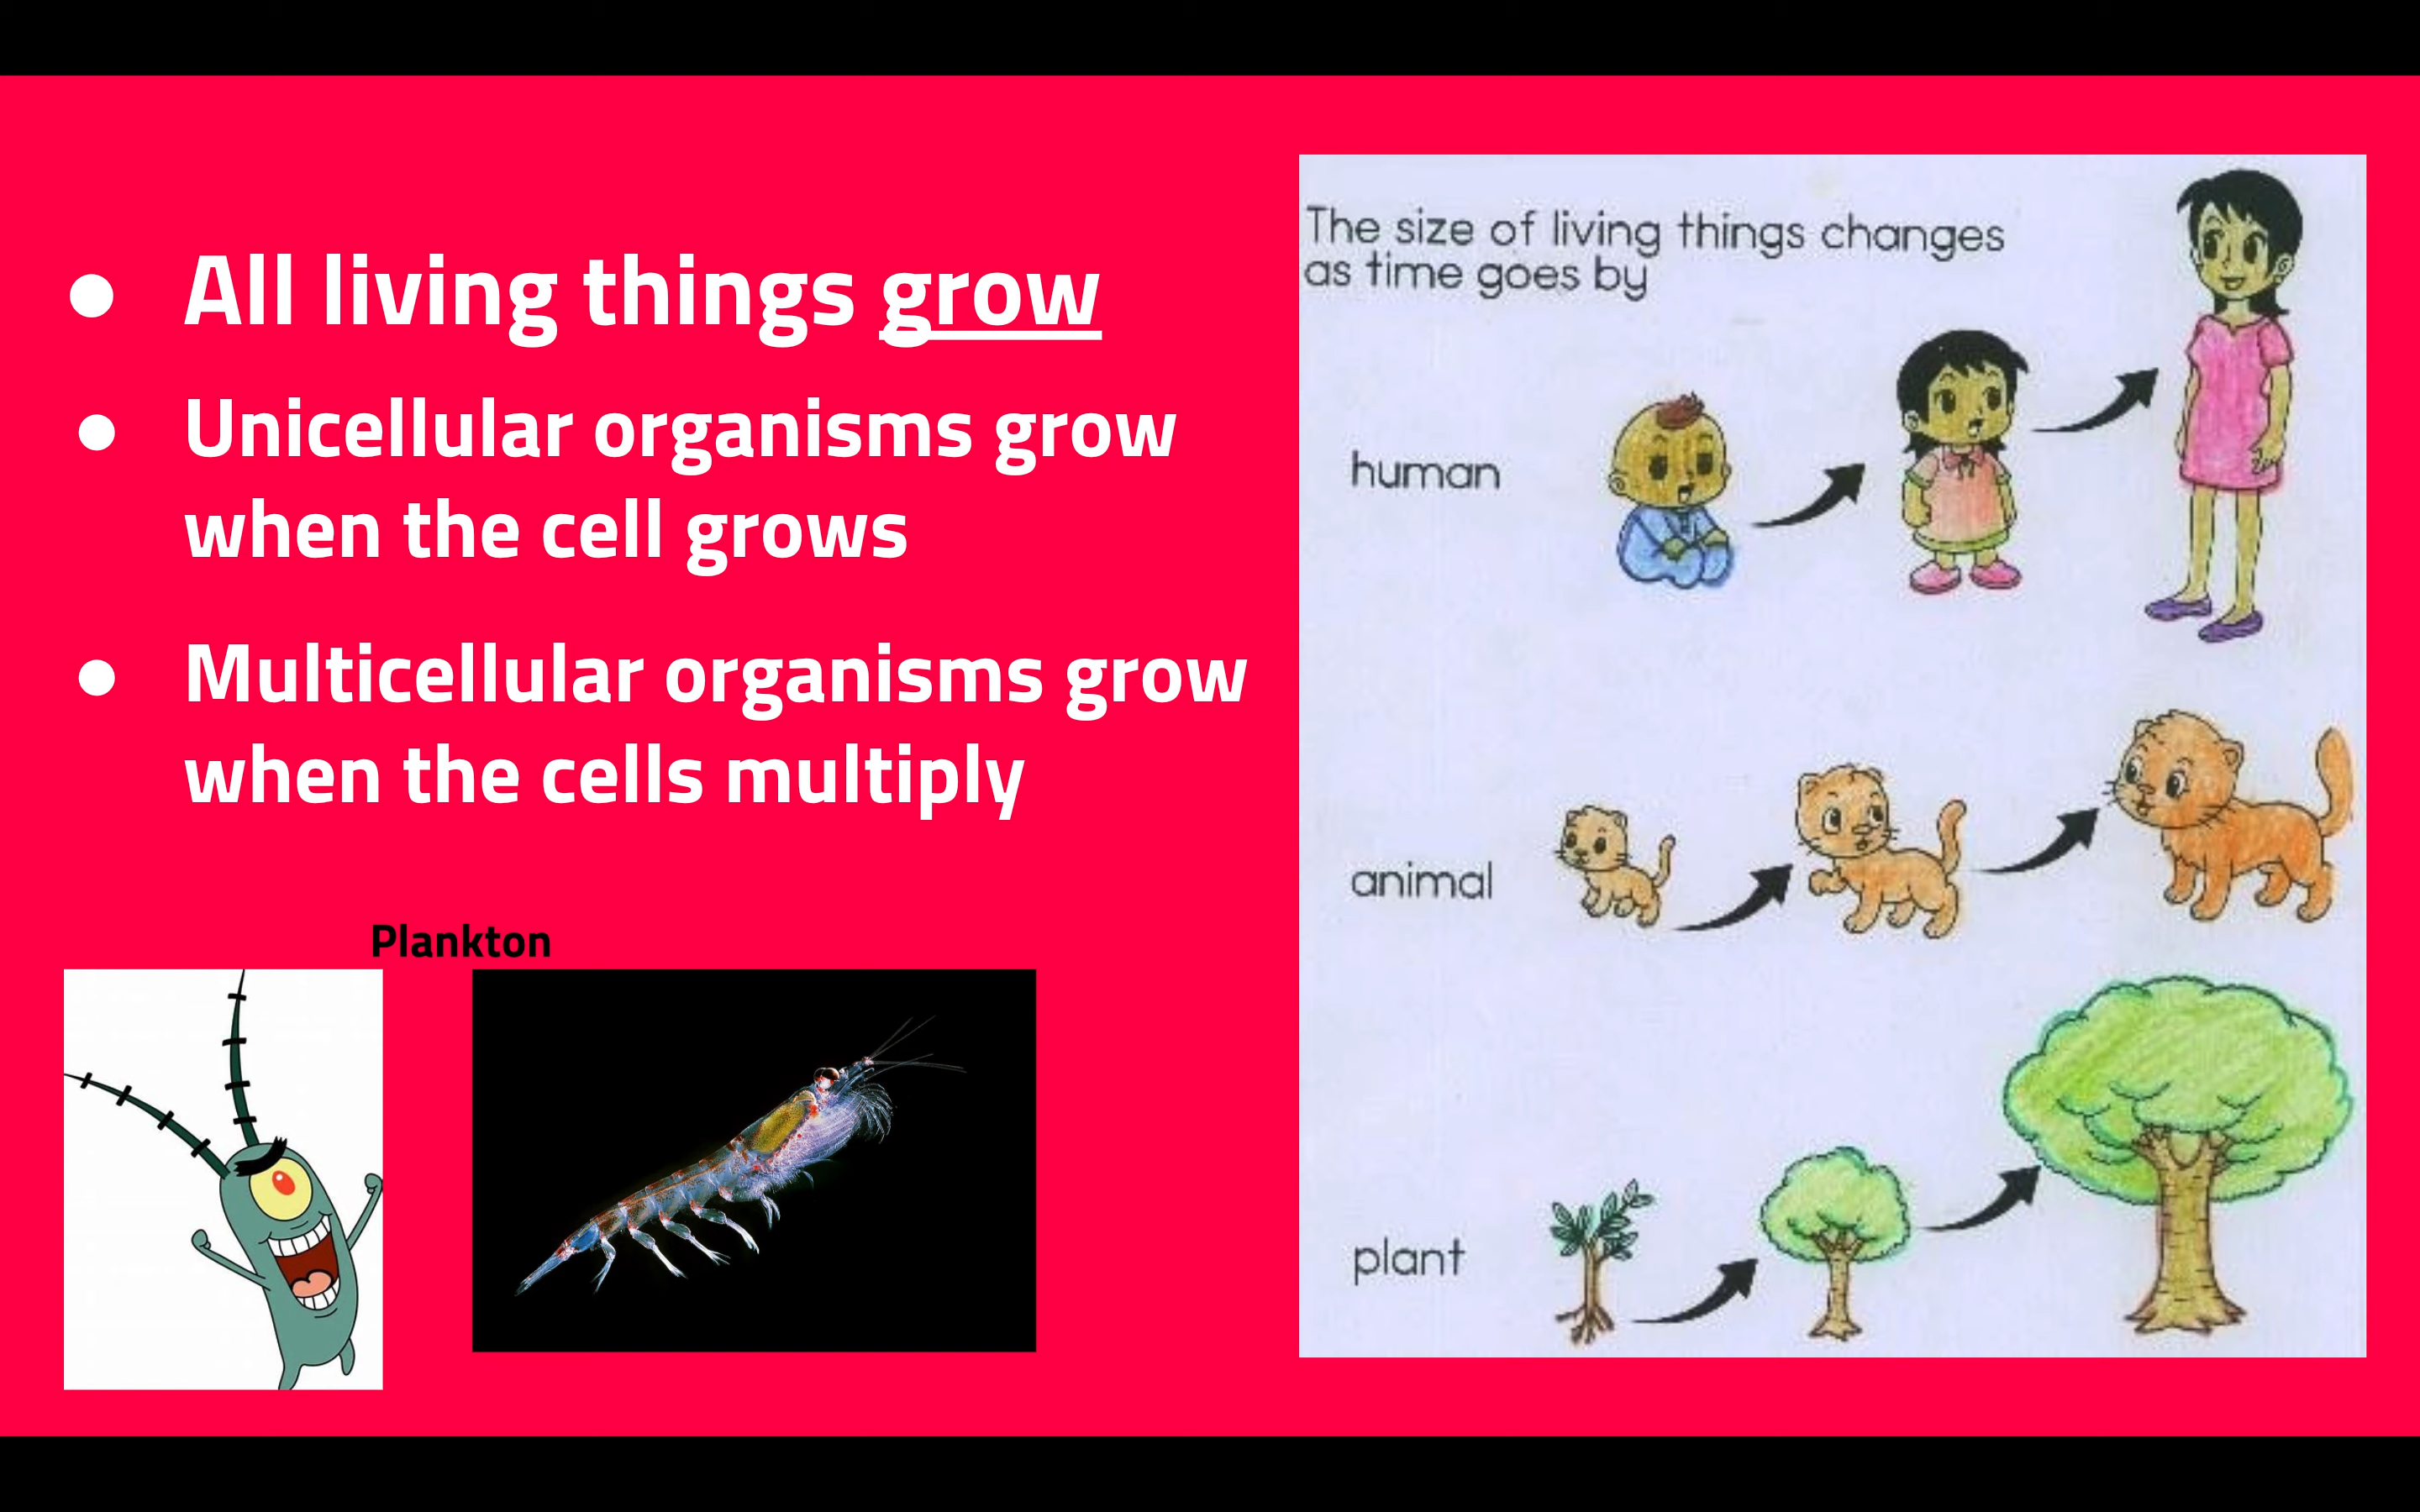 All living things grow
Unicellular organisms grow
when the cell grows
Multicellular organisms grow
when the cells multiply
Plankton
The size of living things changes
as time goes by
human
animal
plant